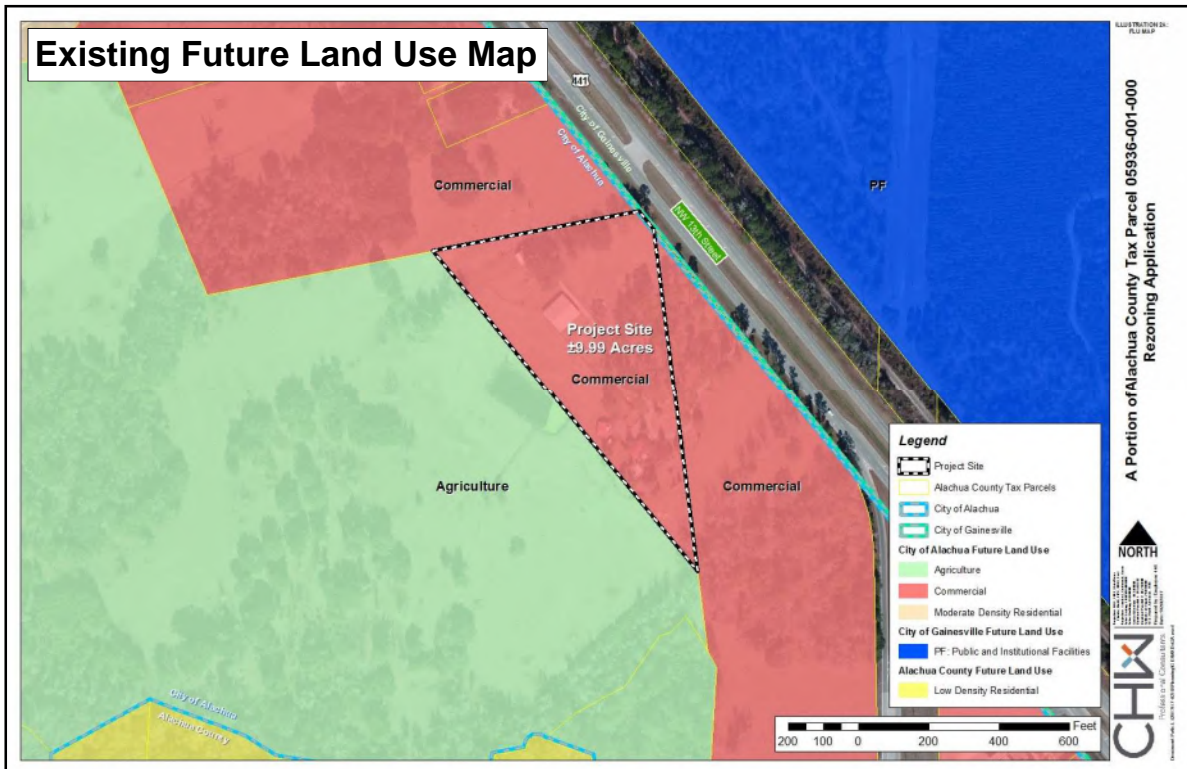 Existing Future Land Use Map
ILLUSTRATION 2b:
FLU MAP
A Portion of Alachua County Tax Parcel 05936-001-000
Rezoning Application
441
City of Gainesville
City of Alachua
Commercial
PF
NW 13th Street
Project Site
±9.99 Acres
Commercial
Agriculture
Commercial
City of Alachua
Alachua County
Legend
Project Site
Alachua County Tax Parcels
City of Alachua
City of Gainesville
City of Alachua Future Land Use
Agriculture
Commercial
Moderate Density Residential
City of Gainesville Future Land Use
PF: Public and Institutional Facilities
Alachua County Future Land Use
Low Density Residential
Feet
200 100 0 200 400 600
NORTH
CHW
Professional Consultants